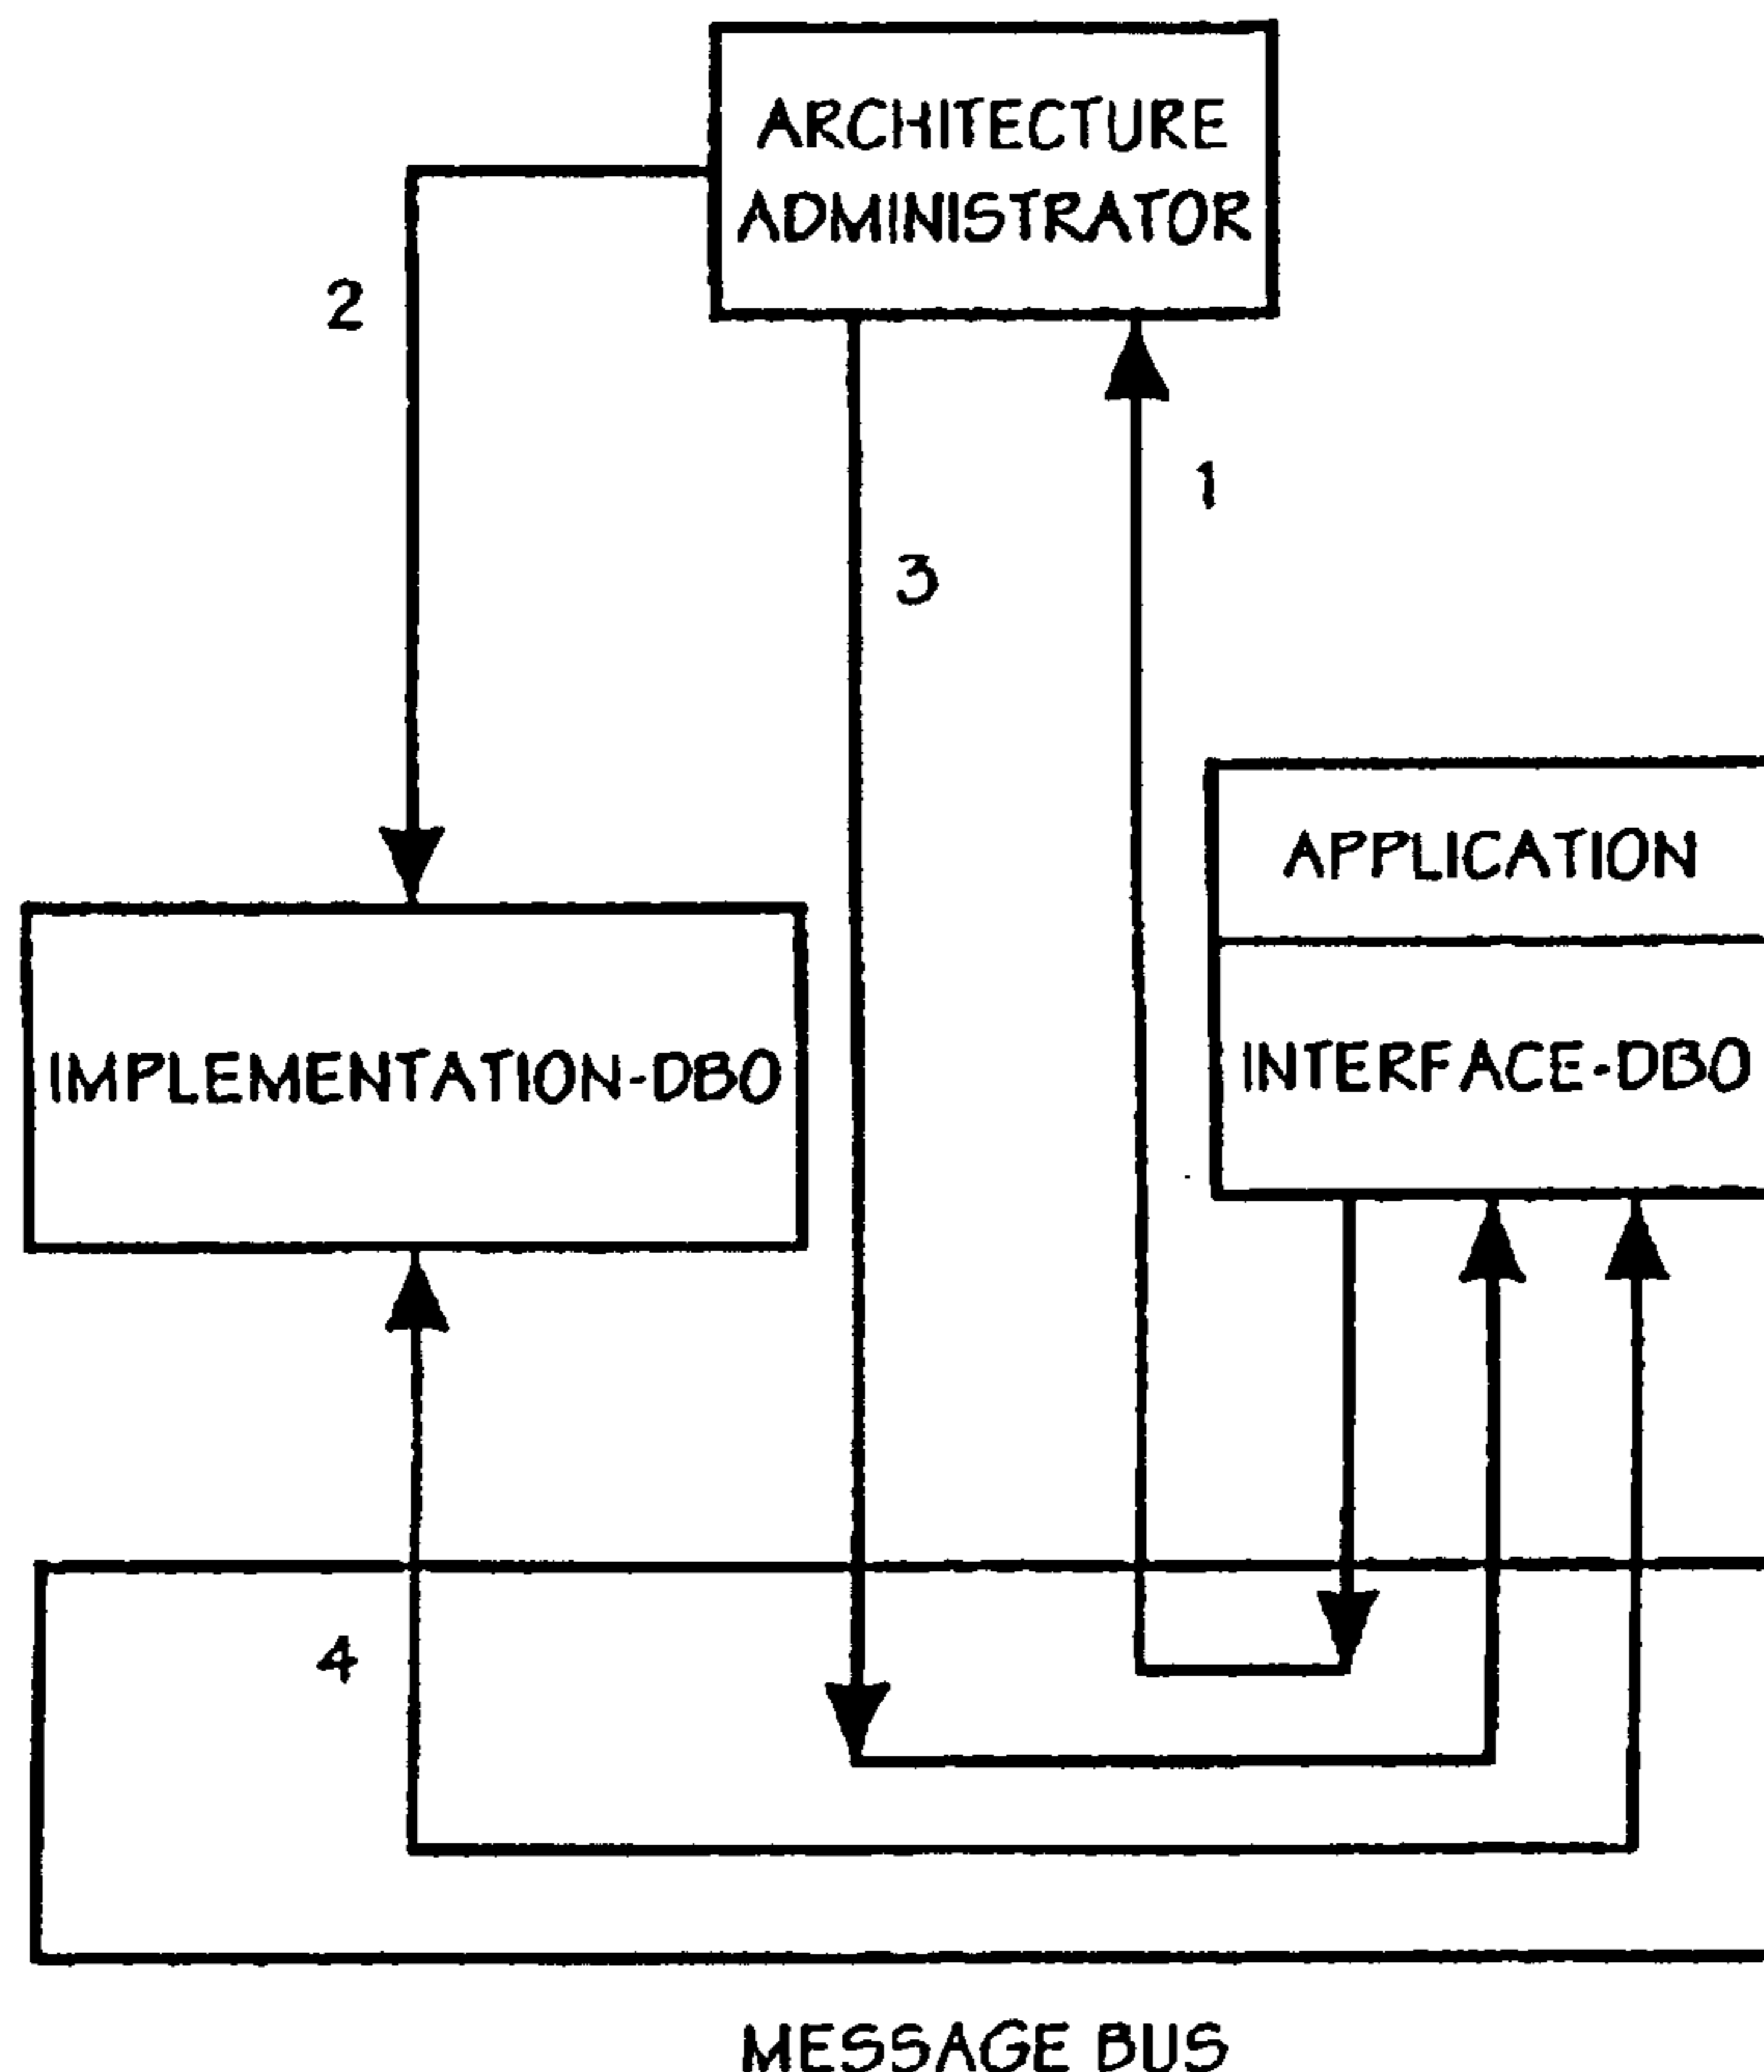 ARCHITECTURE
ADMINISTRATOR
2
1
3
APPLICATION
IMPLEMENTATION-DBO
INTERFACE-DBO
4
MESSAGE BUS